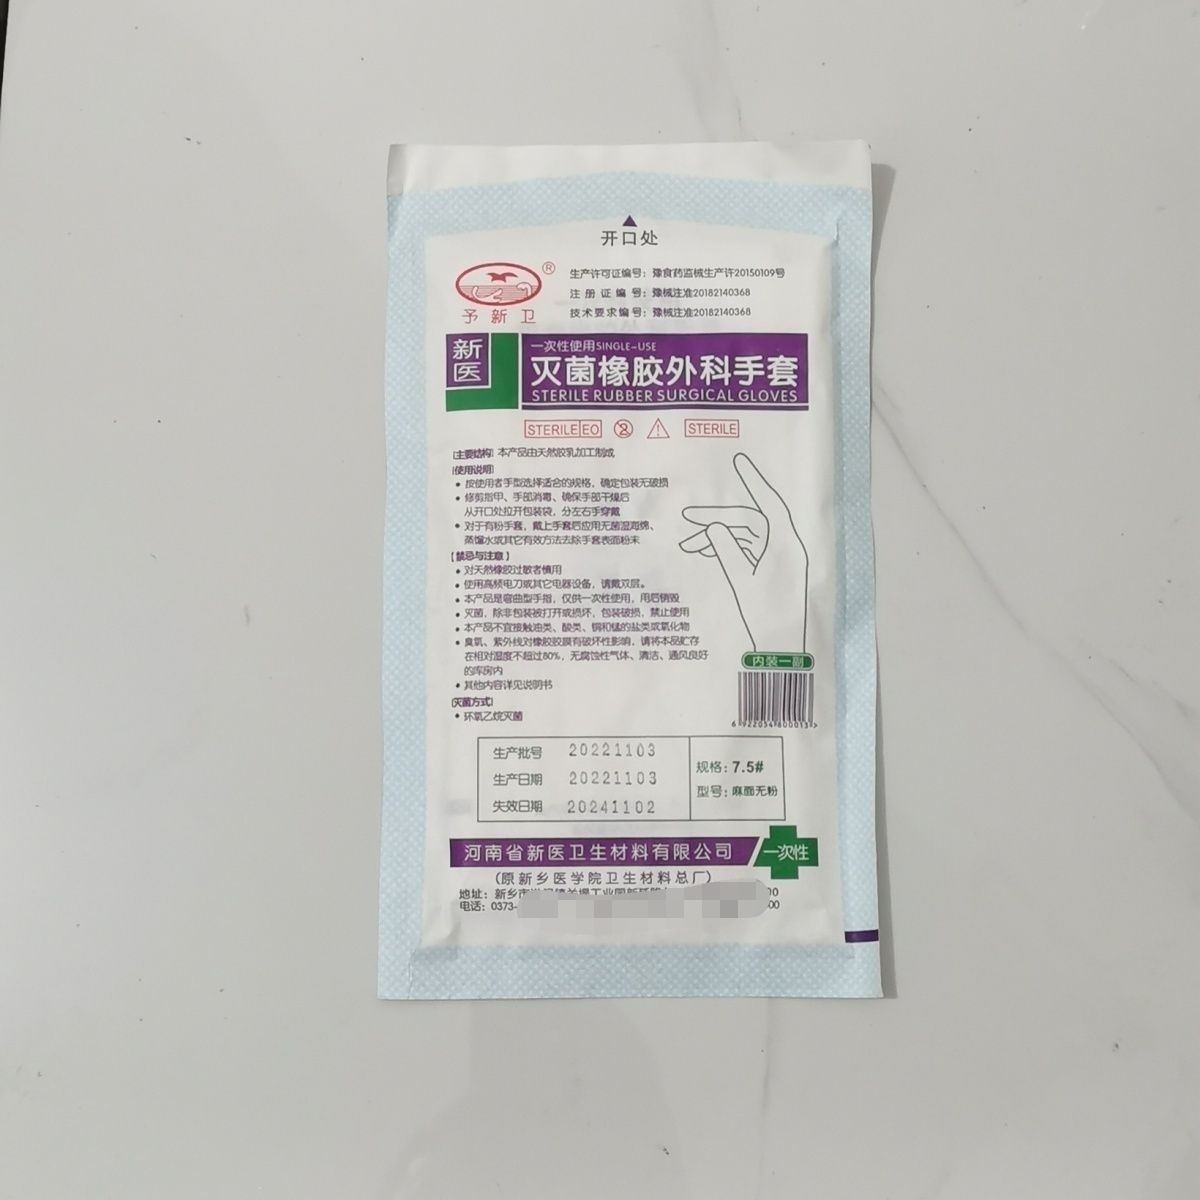 开口处
予新卫
®
生产许可证编号：豫食药监械生产许20150109号
注 册 证 编 号：豫械注准20182140368
技术要求编号：豫械注准20182140368
新医
一次性使用SINGLE-USE
灭菌橡胶外科手套
STERILE RUBBER SURGICAL GLOVES
STERILE EO
2
STERILE
[主要结构] 本产品由天然胶乳加工制成
[使用说明]
• 按使用者手型选择适合的规格，确定包装无破损
• 修剪指甲、手部消毒、确保手部干燥后
从开口处拉开包装袋，分左右手穿戴
• 对于有粉手套，戴上手套后应用无菌湿海绵、
蒸馏水或其它有效方法去除手套表面粉末
【禁忌与注意】
• 对天然橡胶过敏者慎用
• 使用高频电刀或其它电器设备，请戴双层。
• 本产品是弯曲型手指，仅供一次性使用，用后销毁
• 灭菌，除非包装被打开或损坏，包装破损，禁止使用
• 本产品不宜接触油类、酸类、铜和锰的盐类或氧化物
• 臭氧、紫外线对橡胶胶膜有破坏性影响，请将本品贮存
在相对湿度不超过80%，无腐蚀性气体、清洁、通风良好
的库房内
• 其他内容详见说明书
[灭菌方式]
• 环氧乙烷灭菌
内装一副
6 922054 800013 >
生产批号 20221103
生产日期 20221103
失效日期 20241102
规格：7.5#
型号：麻面无粉
河南省新医卫生材料有限公司
一次性
（原新乡医学院卫生材料总厂）
地址：新乡市
电话：0373-